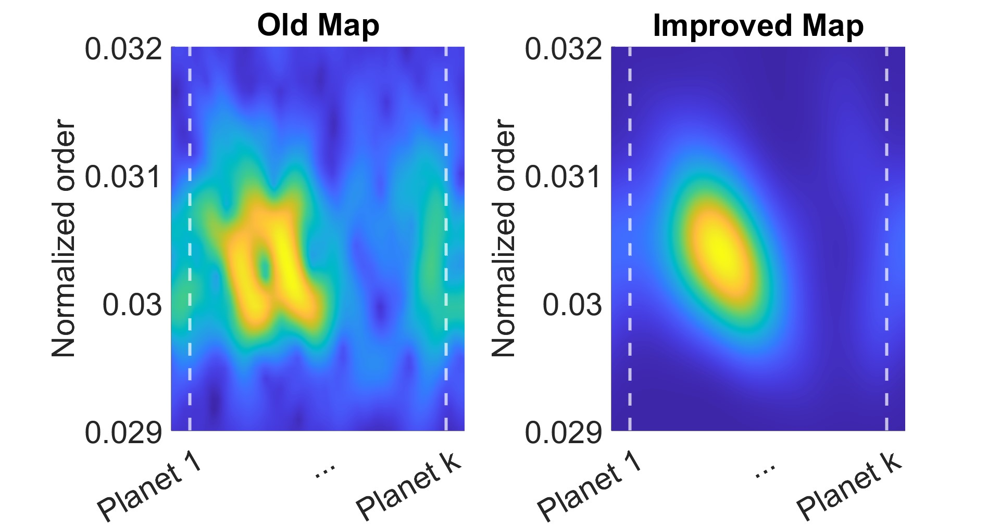 Old Map
Normalized order
0.032
0.031
0.03
0.029
Planet 1
...
Planet k
Improved Map
Normalized order
0.032
0.031
0.03
0.029
Planet 1
...
Planet k